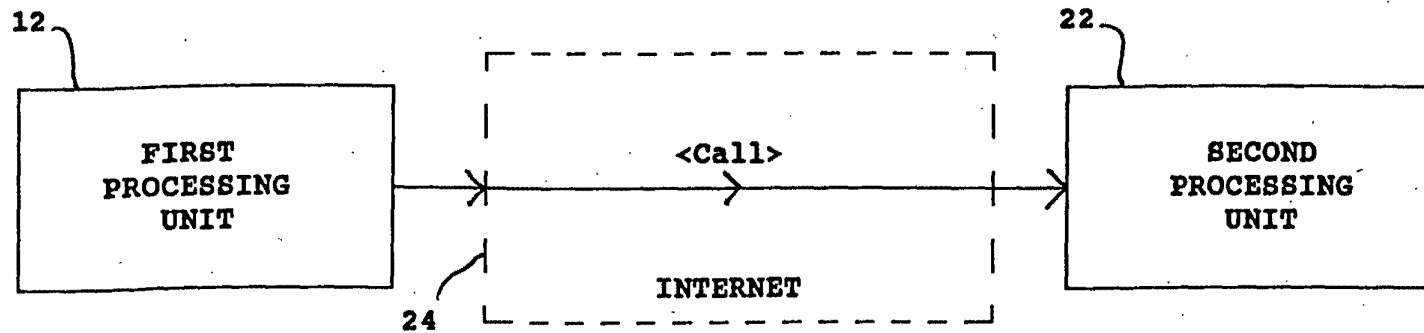 12
22
FIRST
PROCESSING
UNIT
<Call>
SECOND
PROCESSING
UNIT
INTERNET
24